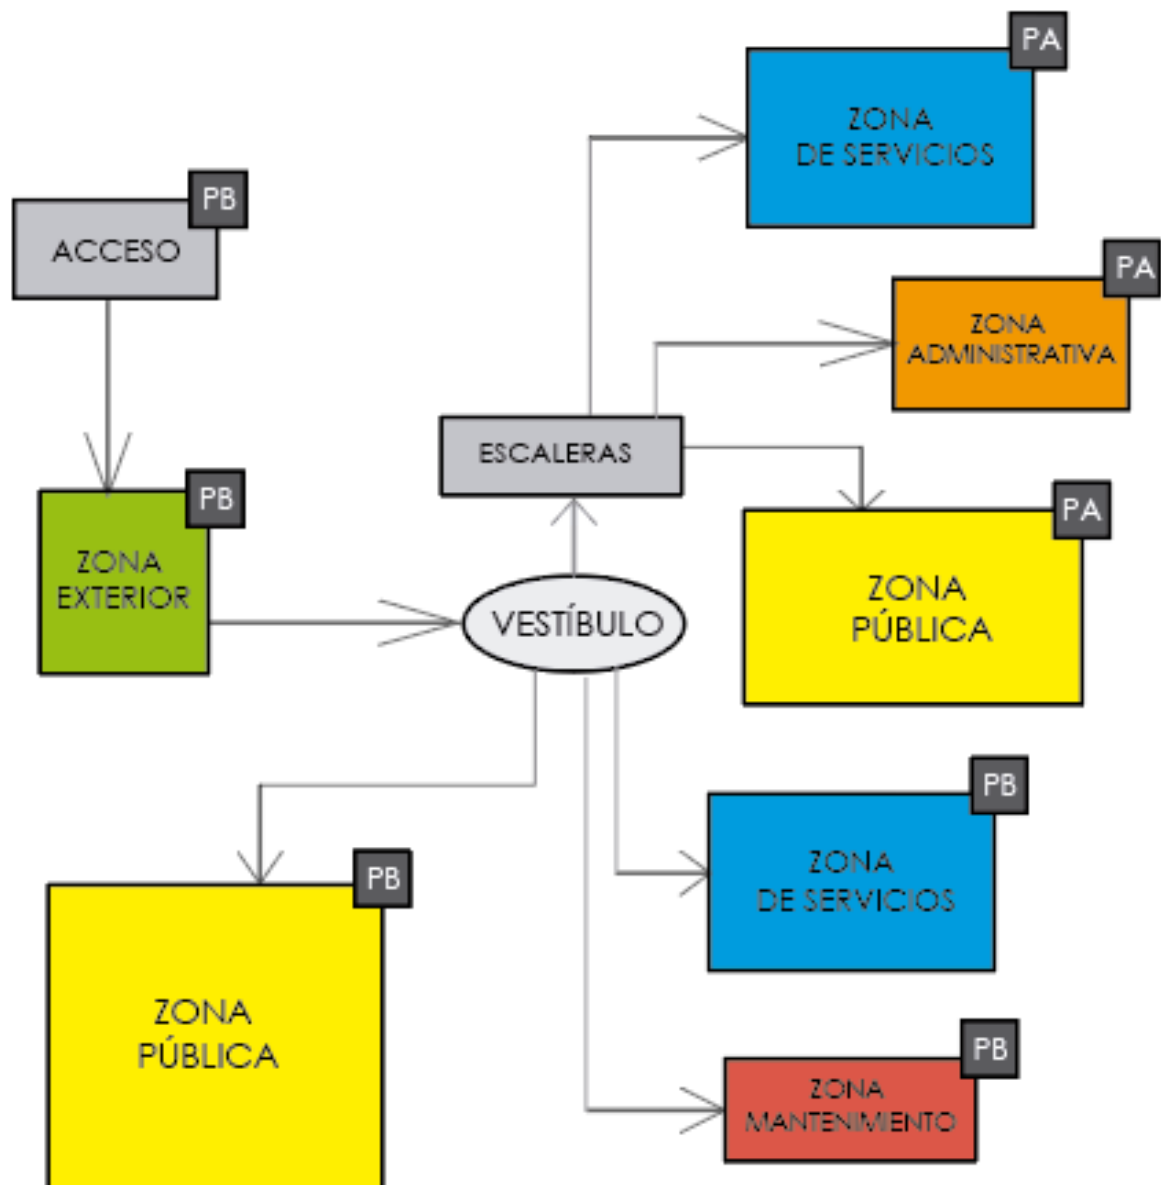 PA
ZONA
DE SERVICIOS
PB
ACCESO
PA
ZONA
ADMINISTRATIVA
ESCALERAS
PB
ZONA
EXTERIOR
PA
ZONA
PÚBLICA
VESTÍBULO
PB
ZONA
DE SERVICIOS
PB
ZONA
PÚBLICA
PB
ZONA
MANTENIMIENTO